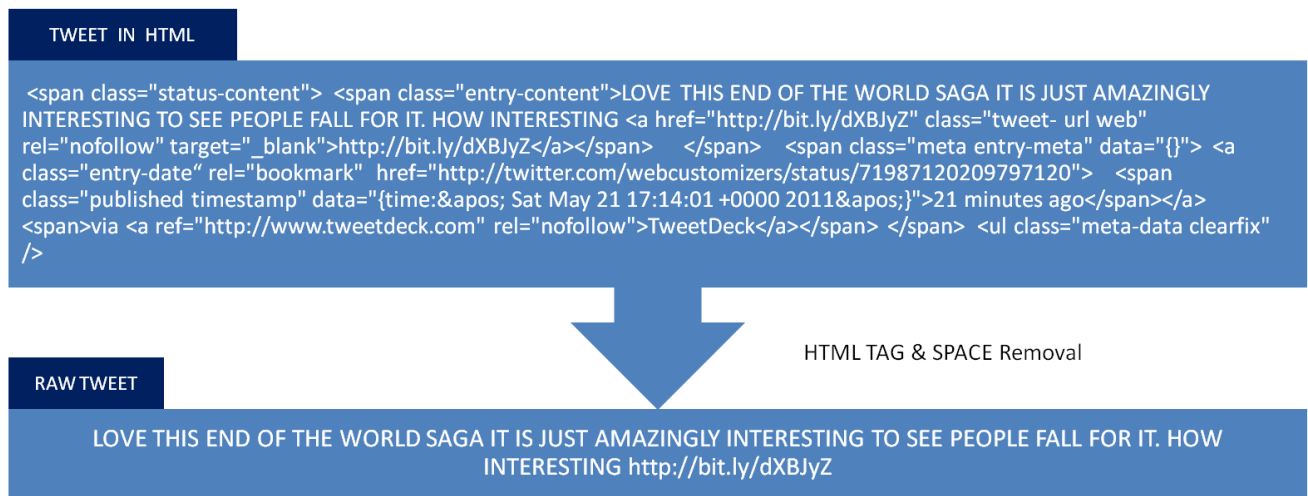 TWEET IN HTML
<span class="status-content"> <span class="entry-content">LOVE THIS END OF THE WORLD SAGA IT IS JUST AMAZINGLY
INTERESTING TO SEE PEOPLE FALL FOR IT. HOW INTERESTING <a href="http://bit.ly/dXBJyZ" class="tweet- url web"
rel="nofollow" target="_blank">http://bit.ly/dXBJyZ</a></span> </span> <span class="meta entry-meta" data="{}"> <a
class="entry-date“ rel="bookmark" href="http://twitter.com/webcustomizers/status/71987120209797120"> <span
class="published timestamp" data="{time:&apos; Sat May 21 17:14:01 +0000 2011&apos;}">21 minutes ago</span></a>
<span>via <a ref="http://www.tweetdeck.com" rel="nofollow">TweetDeck</a></span> </span> <ul class="meta-data clearfix"
/>
HTML TAG & SPACE Removal
RAW TWEET
LOVE THIS END OF THE WORLD SAGA IT IS JUST AMAZINGLY INTERESTING TO SEE PEOPLE FALL FOR IT. HOW
INTERESTING http://bit.ly/dXBJyZ